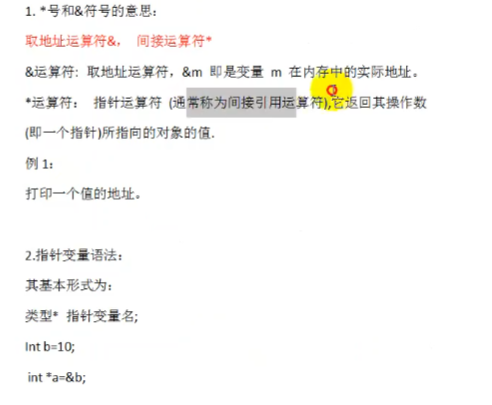 1. *号和&符号的意思：
取地址运算符&， 间接运算符*
&运算符: 取地址运算符，&m 即是变量 m 在内存中的实际地址。
*运算符： 指针运算符 (通常称为间接引用运算符),它返回其操作数
(即一个指针)所指向的对象的值.
例 1：
打印一个值的地址。
2.指针变量语法：
其基本形式为：
类型* 指针变量名;
Int b=10;
int *a=&b;